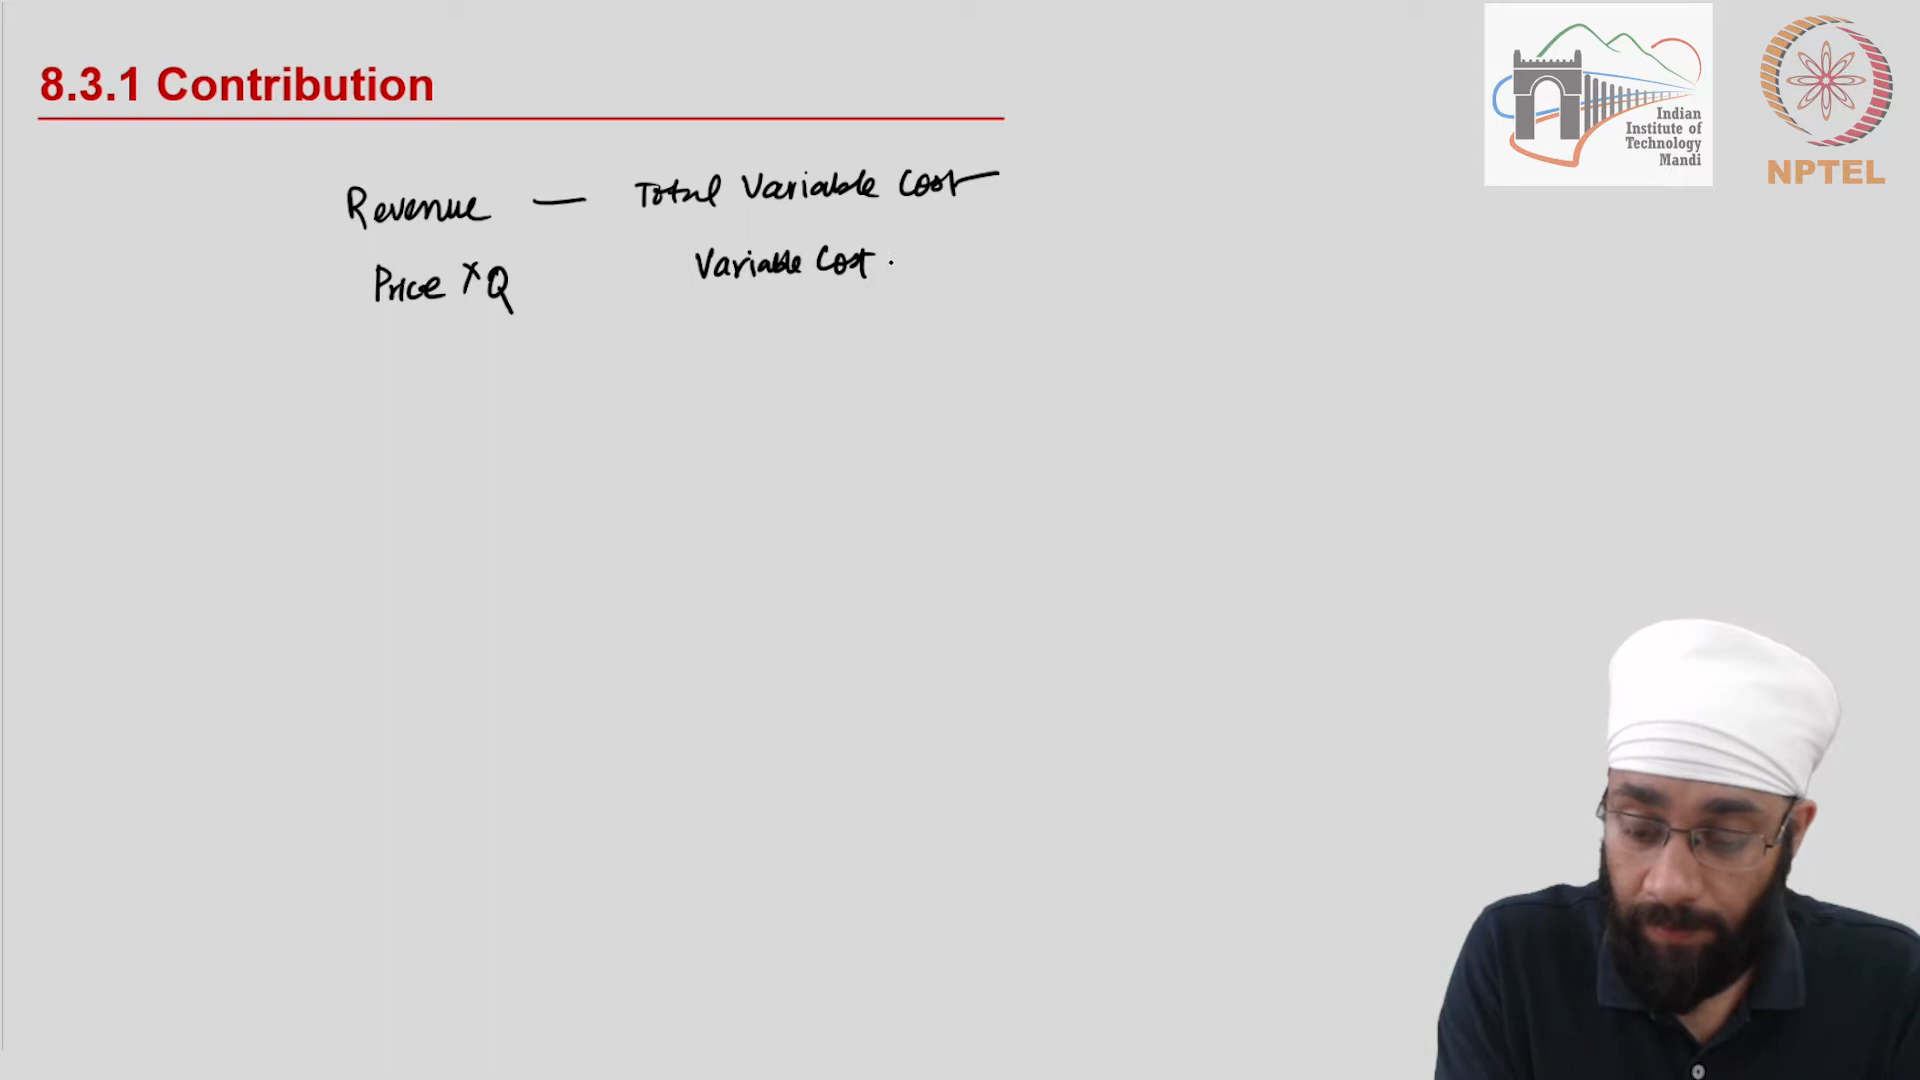 8.3.1 Contribution
Indian
Institute of
Technology
Mandi
NPTEL
Revenue — Total Variable Cost
Price × Q Variable Cost .